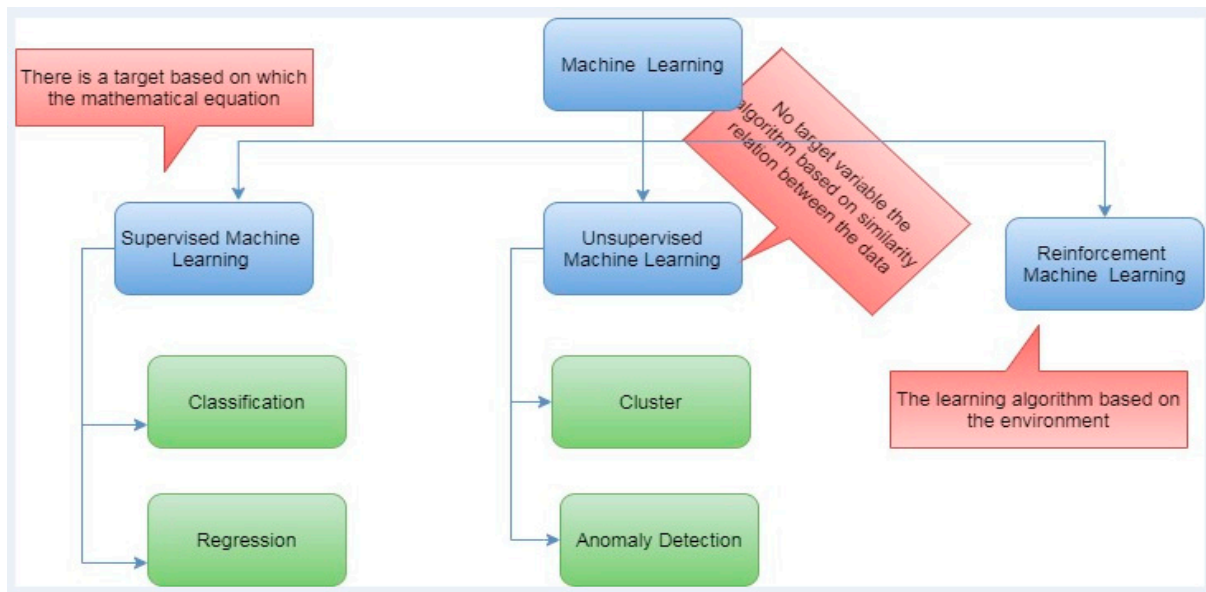 There is a target based on which
the mathematical equation
Machine Learning
No target variable the
algorithm based on similarity
relation between the data
Supervised Machine
Learning
Unsupervised
Machine Learning
Reinforcement
Machine Learning
Classification
Cluster
The learning algorithm based on
the environment
Regression
Anomaly Detection